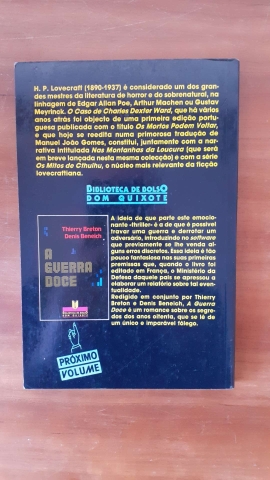 H. P. Lovecraft (1890-1937) é considerado um dos gran-
des mestres da literatura de horror e do sobrenatural, na
linhagem de Edgar Allan Poe, Arthur Machen ou Gustav
Meyrinck. O Caso de Charles Dexter Ward, que há vários
anos atrás foi objecto de uma primeira edição portu-
guesa publicada com o título Os Mortos Podem Voltar,
e que hoje se reedita numa primorosa tradução de
Manuel João Gomes, constitui, juntamente com a nar-
rativa intitulada Nas Montanhas da Loucura (que será
em breve lançada nesta mesma colecção) e com a série
Os Mitos de Cthulhu, o núcleo mais relevante da ficção
lovecraftiana.
BIBLIOTECA DE BOLSO
DOM QUIXOTE
Thierry Breton
Denis Beneich
A
GUERRA
DOCE
A ideia de que parte este emocio-
nante «thriller» é a de que é possível
travar uma guerra e derrotar um
adversário, introduzindo no software
que previamente se lhe vendeu
alguns erros discretos. Essa ideia é tão
pouco fantasiosa nas suas primeiras
premissas que, quando o livro foi
editado em França, o Ministério da
Defesa daquele país se apressou a
elaborar um relatório sobre tal even-
tualidade.
Redigido em conjunto por Thierry
Breton e Denis Beneich, A Guerra
Doce é um romance sobre os segre-
dos dos anos oitenta, que se lê de
um único e imparável fôlego.
PRÓXIMO
VOLUME